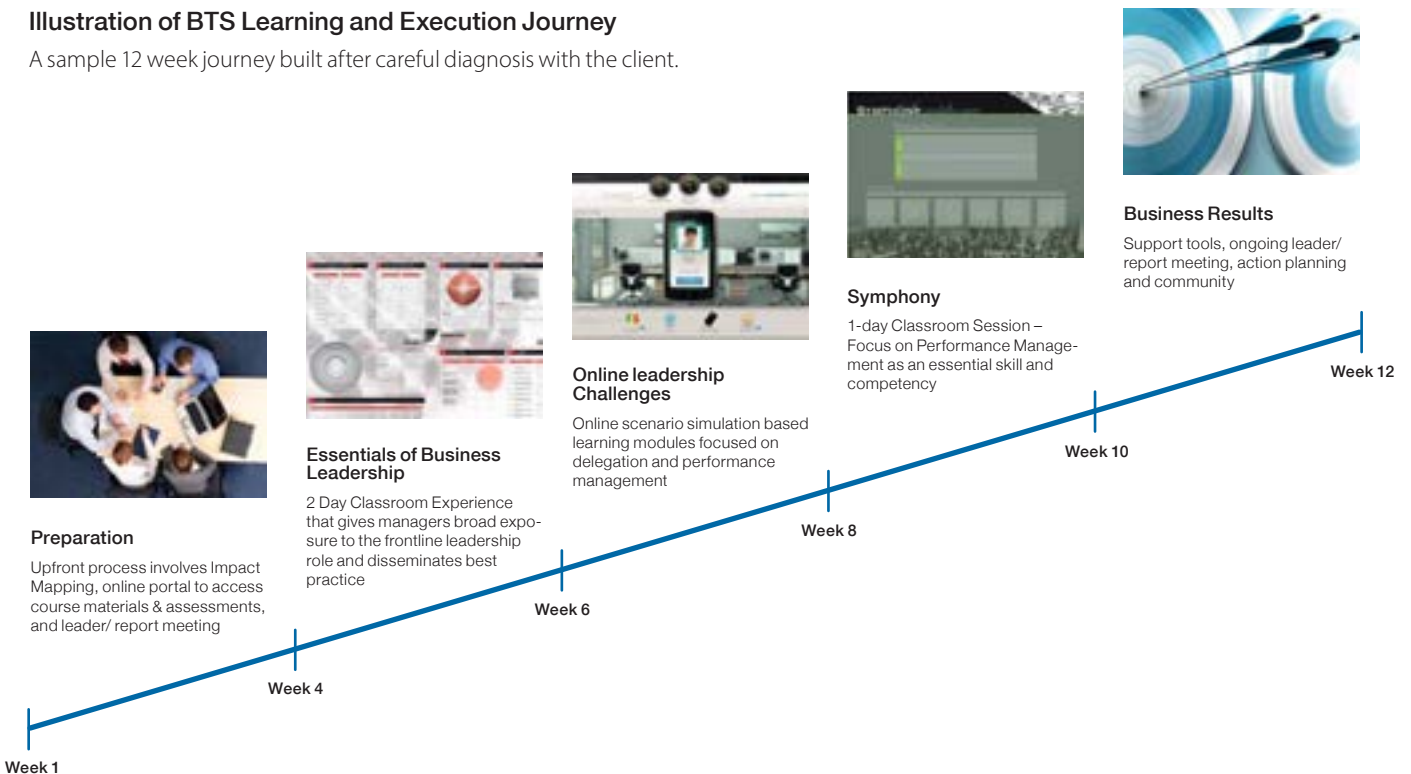 Illustration of BTS Learning and Execution Journey
A sample 12 week journey built after careful diagnosis with the client.
Preparation
Upfront process involves Impact
Mapping, online portal to access
course materials & assessments,
and leader/ report meeting
Essentials of Business
Leadership
2 Day Classroom Experience
that gives managers broad expo-
sure to the frontline leadership
role and disseminates best
practice
Online leadership
Challenges
Online scenario simulation based
learning modules focused on
delegation and performance
management
Symphony
1-day Classroom Session –
Focus on Performance Manage-
ment as an essential skill and
competency
Business Results
Support tools, ongoing leader/
report meeting, action planning
and community
Week 1
Week 4
Week 6
Week 8
Week 10
Week 12